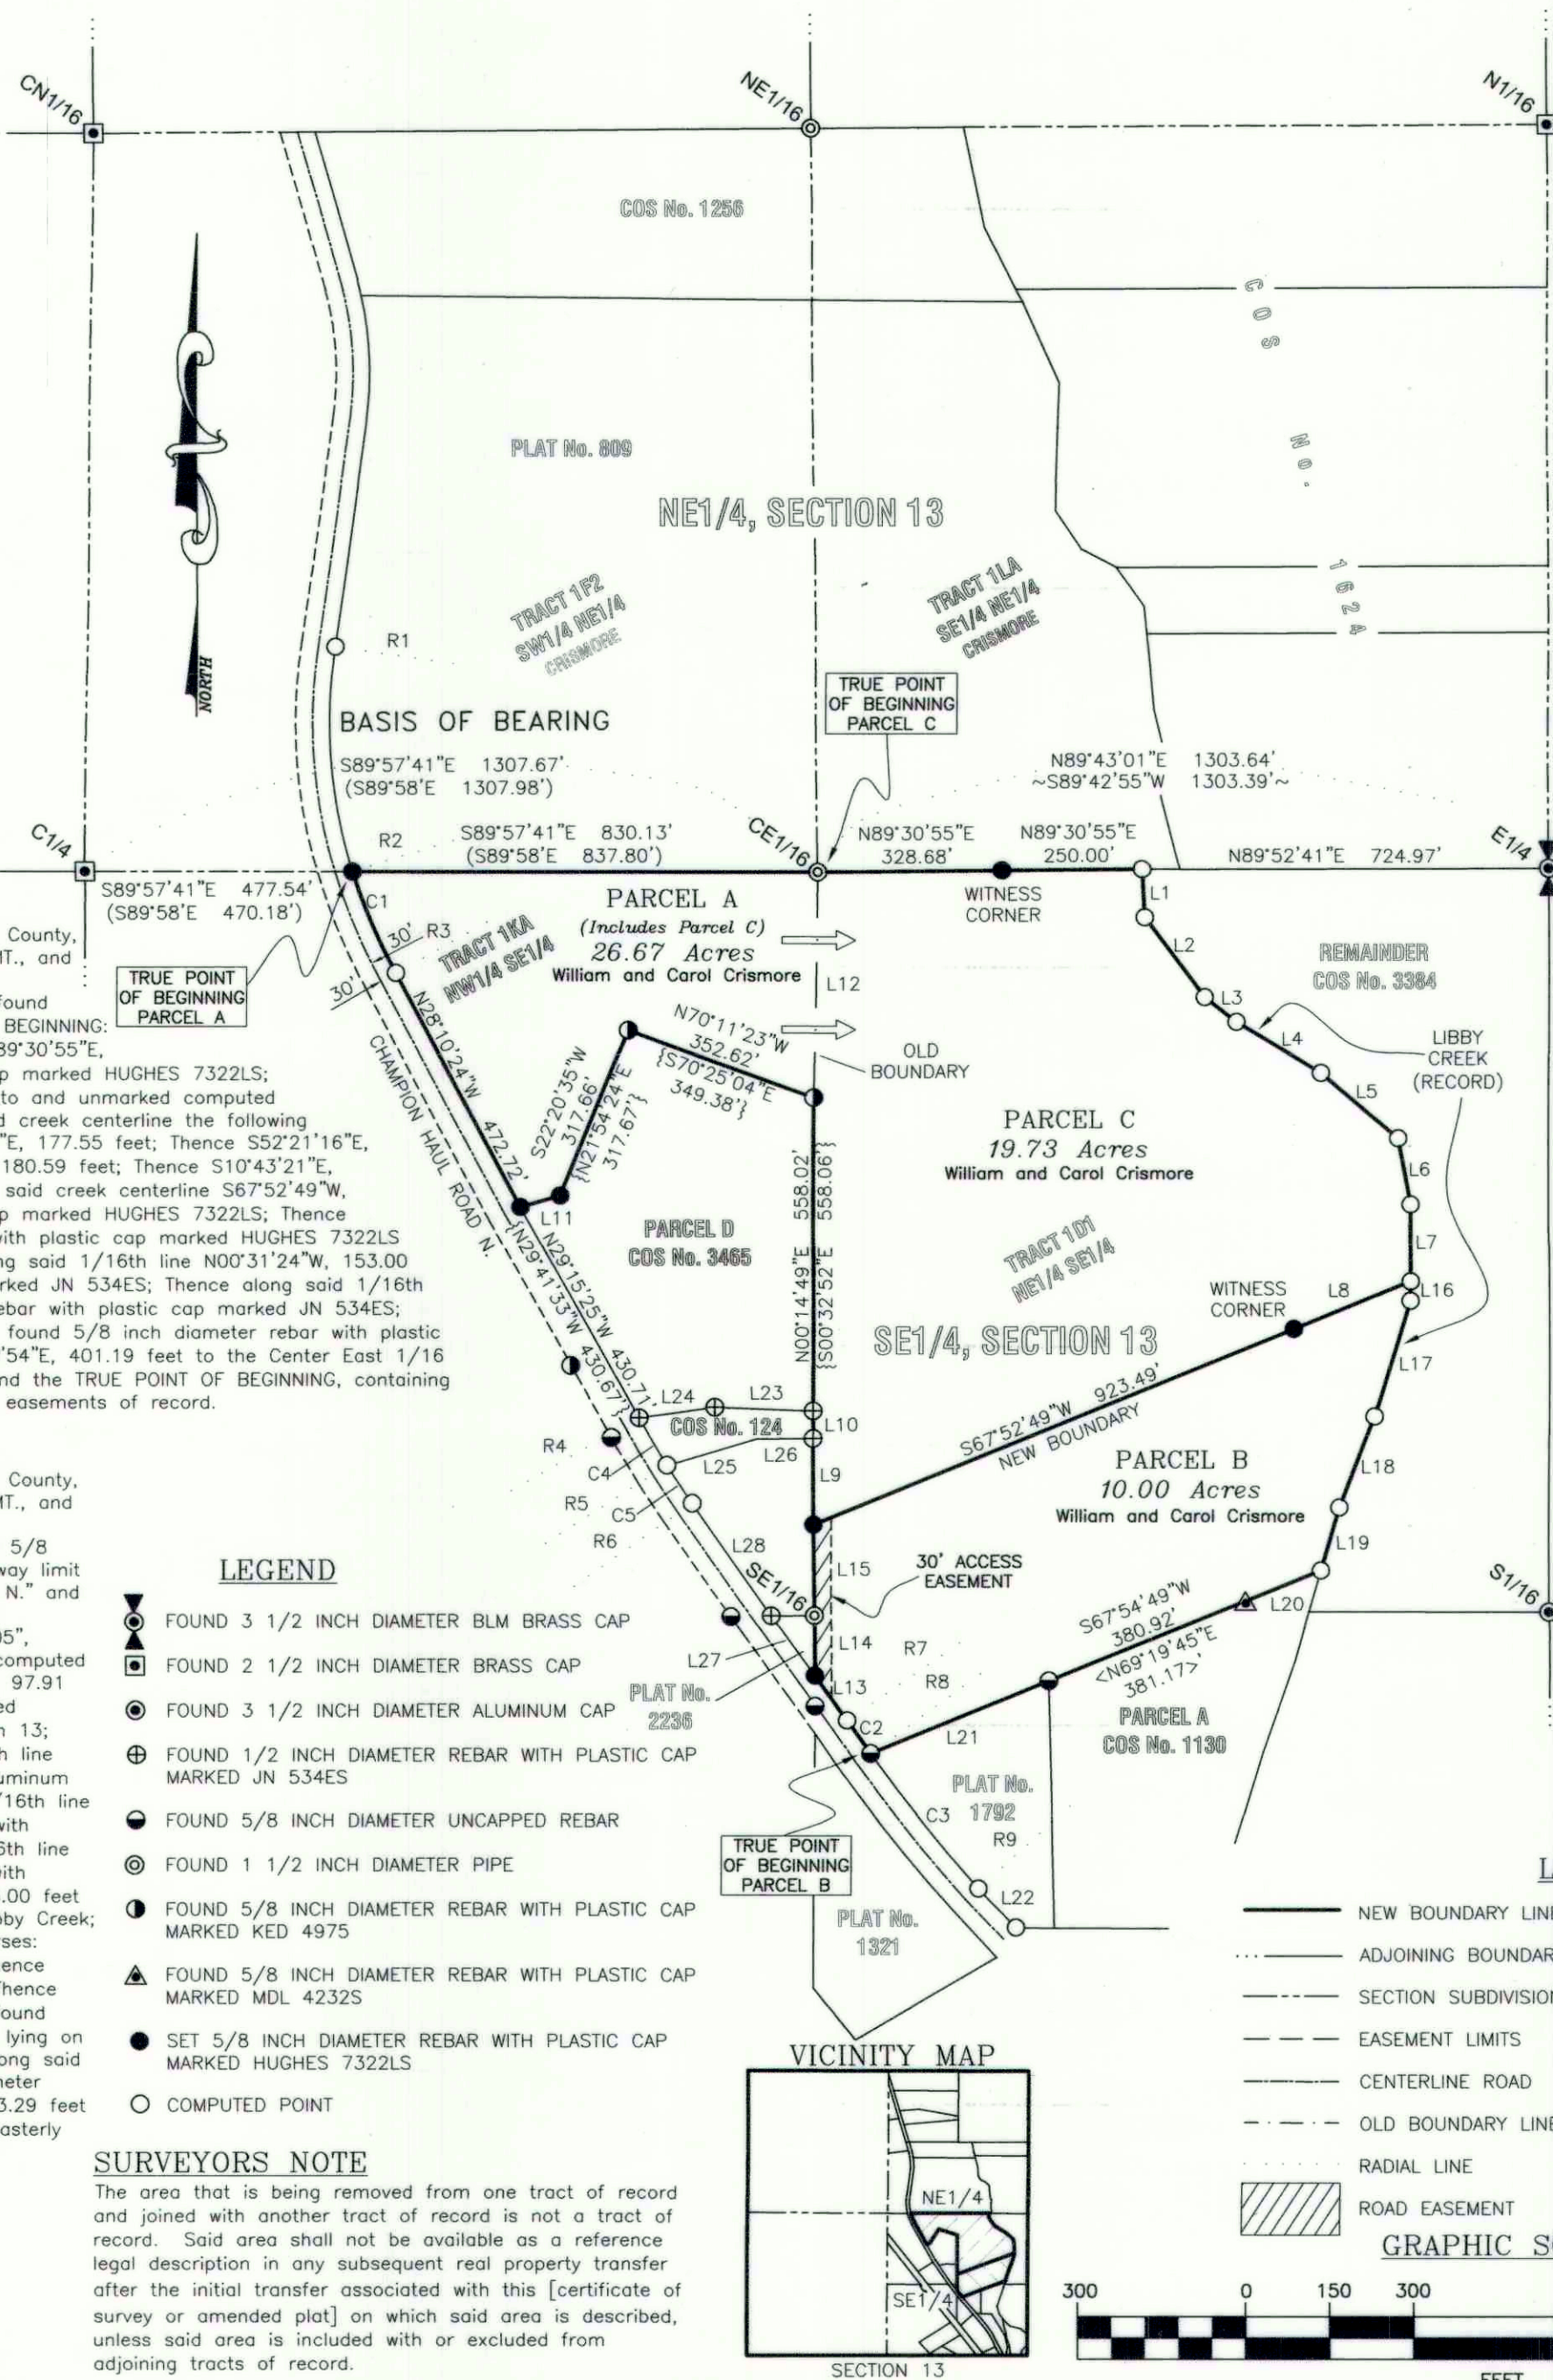 CN1/16
NE1/16
N1/16
COS No. 1256
COS
No.
1624
PLAT No. 809
NE1/4, SECTION 13
TRACT 1F2
SW1/4 NE1/4
CRISMORE
TRACT 1LA
SE1/4 NE1/4
CRISMORE
NORTH
R1
BASIS OF BEARING
S89°57'41"E 1307.67'
(S89°58'E 1307.98')
TRUE POINT
OF BEGINNING
PARCEL C
N89°43'01"E 1303.64'
~S89°42'55"W 1303.39'~
C1/4
R2
S89°57'41"E 830.13'
(S89°58'E 837.80')
CE1/16
N89°30'55"E
328.68'
N89°30'55"E
250.00'
N89°52'41"E 724.97'
E1/4
S89°57'41"E 477.54'
(S89°58'E 470.18')
C1
WITNESS
CORNER
L1
PARCEL A
(Includes Parcel C)
26.67 Acres
William and Carol Crismore
30'
R3
30'
TRACT 1KA
NW1/4 SE1/4
TRUE POINT
OF BEGINNING
PARCEL A
L12
L2
L3
L4
L5
REMAINDER
COS No. 3384
LIBBY
CREEK
(RECORD)
N28°10'24"W 472.72'
CHAMPION HAUL ROAD N.
N70°11'23"W
352.62'
{S70°25'04"E
349.38'}
S22°20'35"W
317.66'
{N21°54'24"E
317.67'}
OLD
BOUNDARY
L11
PARCEL D
COS No. 3465
N00°14'49"E 558.02'
{S00°32'52"E 558.06'}
PARCEL C
19.73 Acres
William and Carol Crismore
TRACT 1D1
NE1/4 SE1/4
L6
L7
WITNESS
CORNER
L8
L16
L17
SE1/4, SECTION 13
N29°15'25"W 430.71'
{N29°41'33"W 430.67'}
L24
L23
COS No. 124
L10
L26
L25
L9
R4
C4
R5
C5
R6
L28
S67°52'49"W 923.49'
NEW BOUNDARY
PARCEL B
10.00 Acres
William and Carol Crismore
L18
L19
L15
30' ACCESS
EASEMENT
SE1/16
S1/16
L14
L27
R7
R8
L13
C2
S67°54'49"W
380.92'
<N69°19'45"E
381.17>'
L20
L21
PLAT No.
2236
PARCEL A
COS No. 1130
PLAT No.
1792
C3
R9
L22
TRUE POINT
OF BEGINNING
PARCEL B
PLAT No.
1321
County,
MT., and
found
BEGINNING:
89°30'55"E,
p marked HUGHES 7322LS;
to and unmarked computed
d creek centerline the following
"E, 177.55 feet; Thence S52°21'16"E,
180.59 feet; Thence S10°43'21"E,
said creek centerline S67°52'49"W,
p marked HUGHES 7322LS; Thence
with plastic cap marked HUGHES 7322LS
ng said 1/16th line N00°31'24"W, 153.00
arked JN 534ES; Thence along said 1/16th
ebar with plastic cap marked JN 534ES;
found 5/8 inch diameter rebar with plastic
'54"E, 401.19 feet to the Center East 1/16
nd the TRUE POINT OF BEGINNING, containing
easements of record.
County,
MT., and
5/8
way limit
N." and
05",
computed
97.91
ed
n 13;
h line
uminum
/16th line
with
6th line
with
.00 feet
bby Creek;
rses:
ence
Thence
ound
lying on
ong said
meter
3.29 feet
asterly
LEGEND
FOUND 3 1/2 INCH DIAMETER BLM BRASS CAP
FOUND 2 1/2 INCH DIAMETER BRASS CAP
FOUND 3 1/2 INCH DIAMETER ALUMINUM CAP
FOUND 1/2 INCH DIAMETER REBAR WITH PLASTIC CAP
MARKED JN 534ES
FOUND 5/8 INCH DIAMETER UNCAPPED REBAR
FOUND 1 1/2 INCH DIAMETER PIPE
FOUND 5/8 INCH DIAMETER REBAR WITH PLASTIC CAP
MARKED KED 4975
FOUND 5/8 INCH DIAMETER REBAR WITH PLASTIC CAP
MARKED MDL 4232S
SET 5/8 INCH DIAMETER REBAR WITH PLASTIC CAP
MARKED HUGHES 7322LS
COMPUTED POINT
SURVEYORS NOTE
The area that is being removed from one tract of record
and joined with another tract of record is not a tract of
record. Said area shall not be available as a reference
legal description in any subsequent real property transfer
after the initial transfer associated with this [certificate of
survey or amended plat] on which said area is described,
unless said area is included with or excluded from
adjoining tracts of record.
VICINITY MAP
NE1/4
SE1/4
SECTION 13
NEW BOUNDARY LINE
ADJOINING BOUNDAR
SECTION SUBDIVISION
EASEMENT LIMITS
CENTERLINE ROAD
OLD BOUNDARY LINE
RADIAL LINE
ROAD EASEMENT
GRAPHIC S
300 0 150 300
FEET